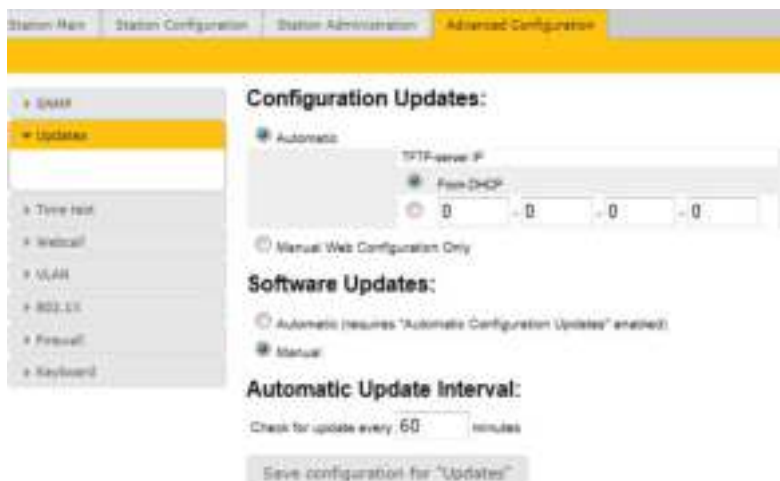 Station Main
Station Configuration
Station Administration
Advanced Configuration
SNMP
Updates
Time test
Webcall
VLAN
802.1X
Firewall
Keyboard
Configuration Updates:
Automatic
TFTP-server IP
From DHCP
0 . 0 . 0 . 0
Manual Web Configuration Only
Software Updates:
Automatic (requires "Automatic Configuration Updates" enabled)
Manual
Automatic Update Interval:
Check for update every 60 minutes
Save configuration for "Updates"